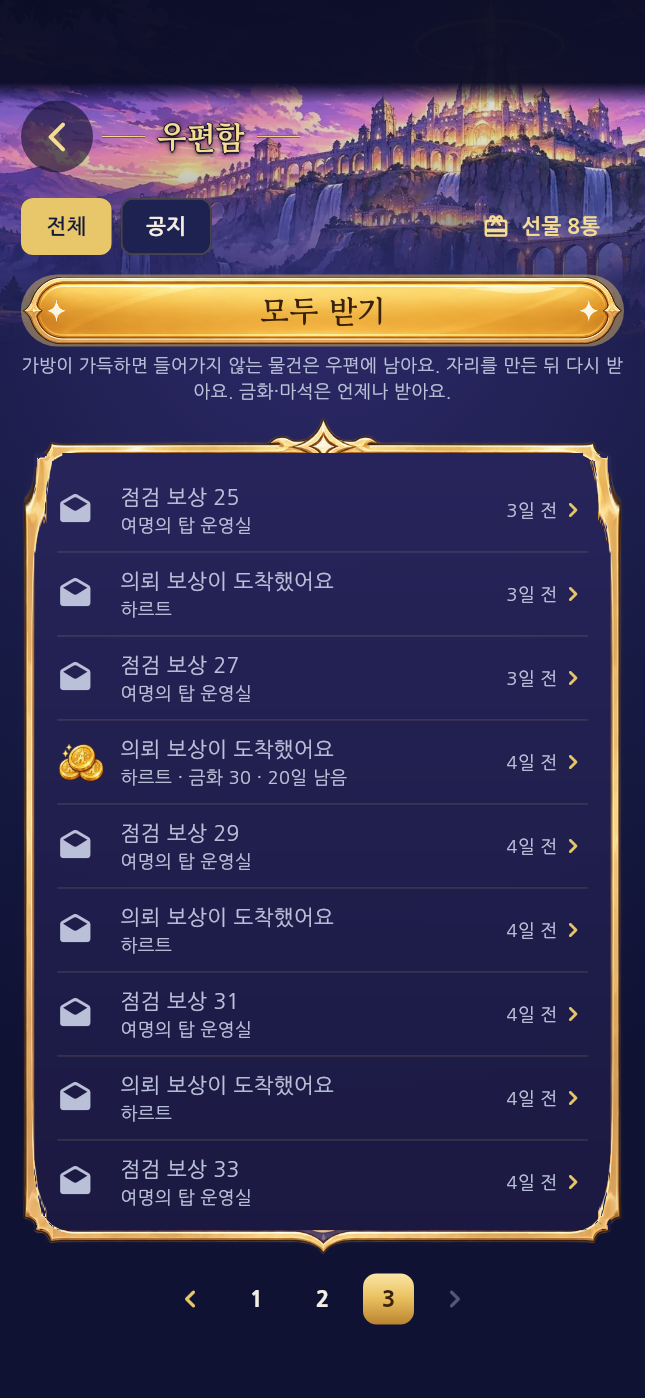 우편함
전체
공지
선물 8통
모두 받기
가방이 가득하면 들어가지 않는 물건은 우편에 남아요. 자리를 만든 뒤 다시 받
아요. 금화·마석은 언제나 받아요.
점검 보상 25
여명의 탑 운영실
3일 전
의뢰 보상이 도착했어요
하르트
3일 전
점검 보상 27
여명의 탑 운영실
3일 전
의뢰 보상이 도착했어요
하르트 · 금화 30 · 20일 남음
4일 전
점검 보상 29
여명의 탑 운영실
4일 전
의뢰 보상이 도착했어요
하르트
4일 전
점검 보상 31
여명의 탑 운영실
4일 전
의뢰 보상이 도착했어요
하르트
4일 전
점검 보상 33
여명의 탑 운영실
4일 전
1 2 3